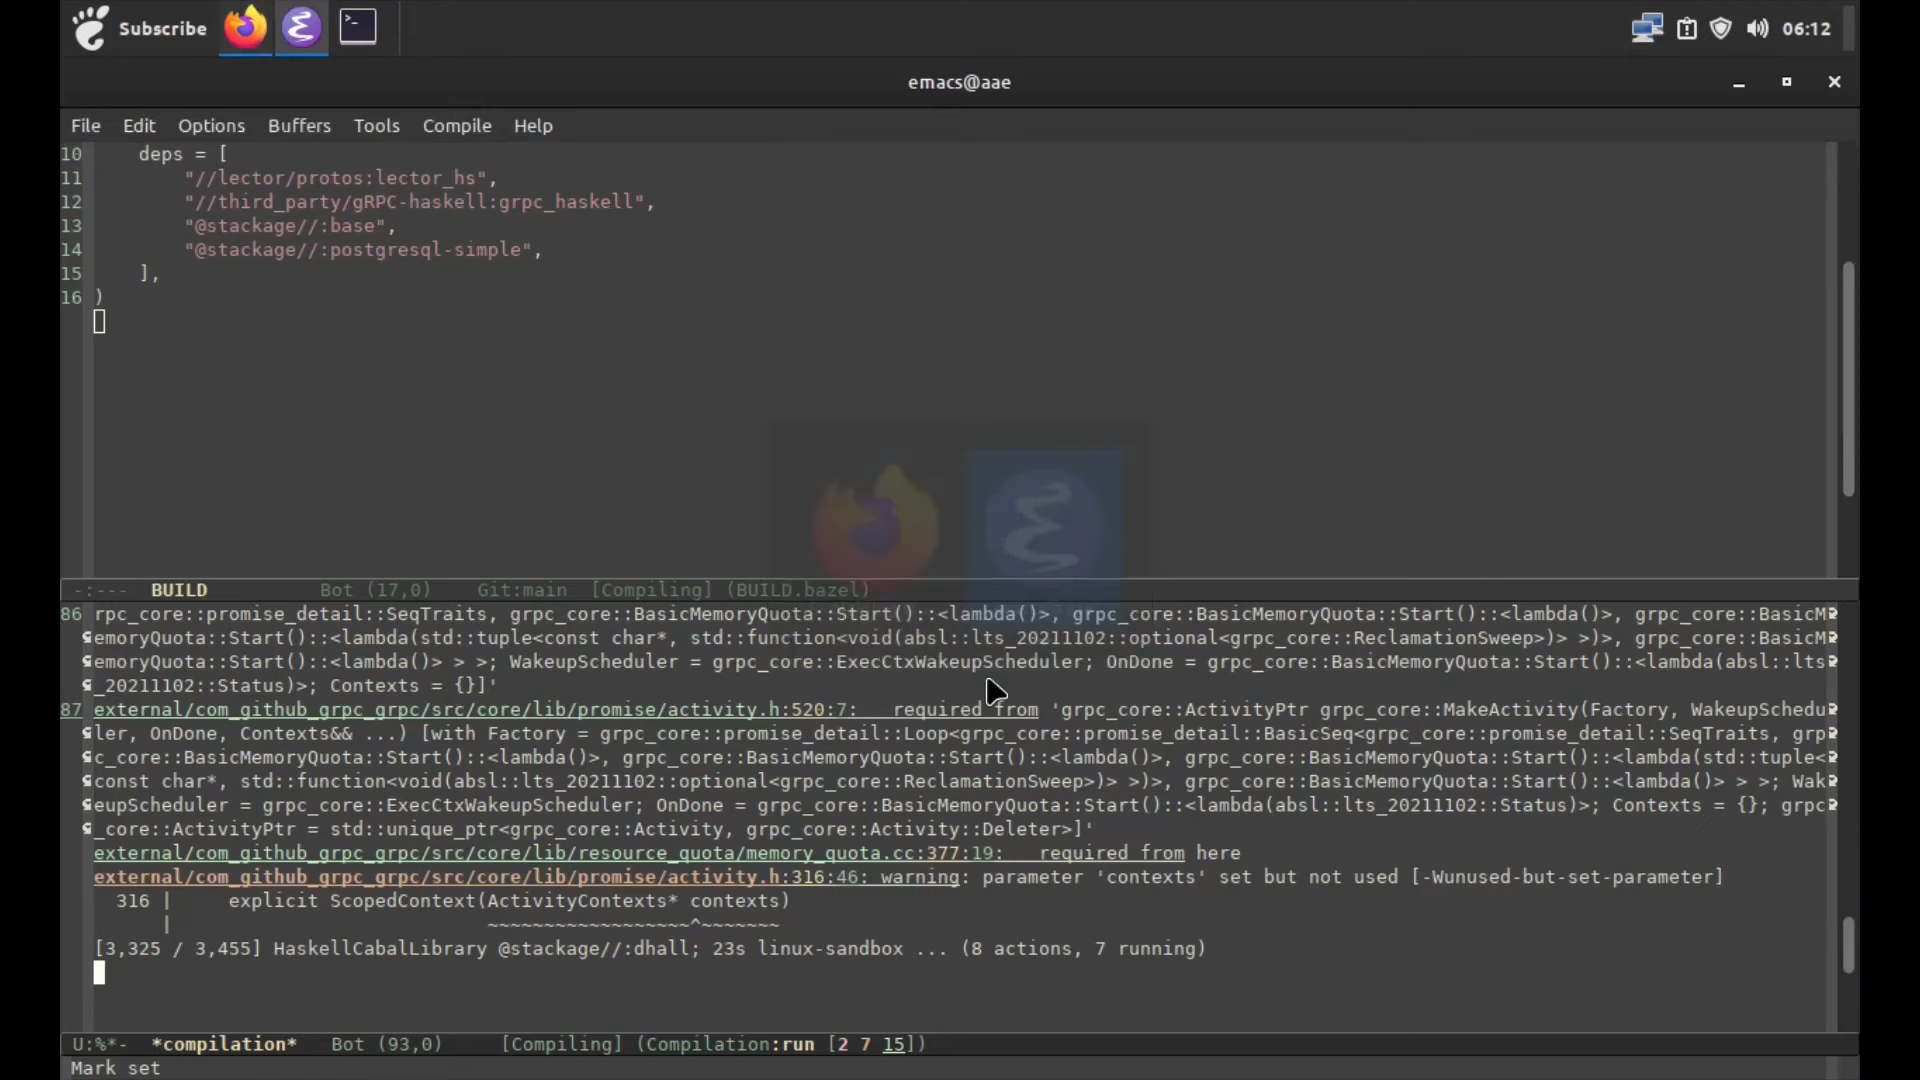 Subscribe
06:12
emacs@aae
File Edit Options Buffers Tools Compile Help
10 deps = [
11 "//lector/protos:lector_hs",
12 "//third_party/gRPC-haskell:grpc_haskell",
13 "@stackage//:base",
14 "@stackage//:postgresql-simple",
15 ],
16 )
-:--- BUILD Bot (17,0) Git:main [Compiling] (BUILD.bazel)
86 rpc_core::promise_detail::SeqTraits, grpc_core::BasicMemoryQuota::Start()::<lambda()>, grpc_core::BasicMemoryQuota::Start()::<lambda()>, grpc_core::BasicM
emoryQuota::Start()::<lambda(std::tuple<const char*, std::function<void(absl::lts_20211102::optional<grpc_core::ReclamationSweep>)> >)>, grpc_core::BasicM
emoryQuota::Start()::<lambda()> > >; WakeupScheduler = grpc_core::ExecCtxWakeupScheduler; OnDone = grpc_core::BasicMemoryQuota::Start()::<lambda(absl::lts
_20211102::Status)>; Contexts = {}]'
87 external/com_github_grpc_grpc/src/core/lib/promise/activity.h:520:7: required from 'grpc_core::ActivityPtr grpc_core::MakeActivity(Factory, WakeupSchedu
ler, OnDone, Contexts&& ...) [with Factory = grpc_core::promise_detail::Loop<grpc_core::promise_detail::BasicSeq<grpc_core::promise_detail::SeqTraits, grp
c_core::BasicMemoryQuota::Start()::<lambda()>, grpc_core::BasicMemoryQuota::Start()::<lambda()>, grpc_core::BasicMemoryQuota::Start()::<lambda(std::tuple<
const char*, std::function<void(absl::lts_20211102::optional<grpc_core::ReclamationSweep>)> >)>, grpc_core::BasicMemoryQuota::Start()::<lambda()> > >; Wak
eupScheduler = grpc_core::ExecCtxWakeupScheduler; OnDone = grpc_core::BasicMemoryQuota::Start()::<lambda(absl::lts_20211102::Status)>; Contexts = {}; grpc
_core::ActivityPtr = std::unique_ptr<grpc_core::Activity, grpc_core::Activity::Deleter>]'
external/com_github_grpc_grpc/src/core/lib/resource_quota/memory_quota.cc:377:19: required from here
external/com_github_grpc_grpc/src/core/lib/promise/activity.h:316:46: warning: parameter 'contexts' set but not used [-Wunused-but-set-parameter]
316 | explicit ScopedContext(ActivityContexts* contexts)
| ~~~~~~~~~~~~~~~~~~^~~~~~~~
[3,325 / 3,455] HaskellCabalLibrary @stackage//:dhall; 23s linux-sandbox ... (8 actions, 7 running)
U:%*- *compilation* Bot (93,0) [Compiling] (Compilation:run [2 7 15])
Mark set